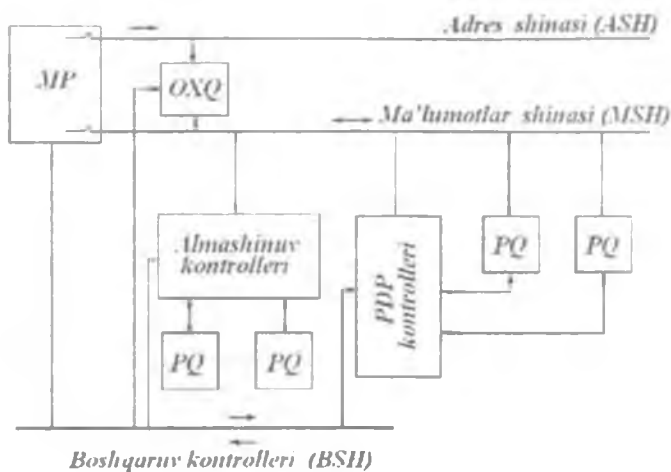 Adres shinasi (ASH)
MP
OXQ
Ma'lumotlar shinasi (MSH)
Almashinuv
kontrolleri
PDP
kontrolleri
PQ
PQ
PQ
PQ
Boshqaruv kontrolleri (BSH)